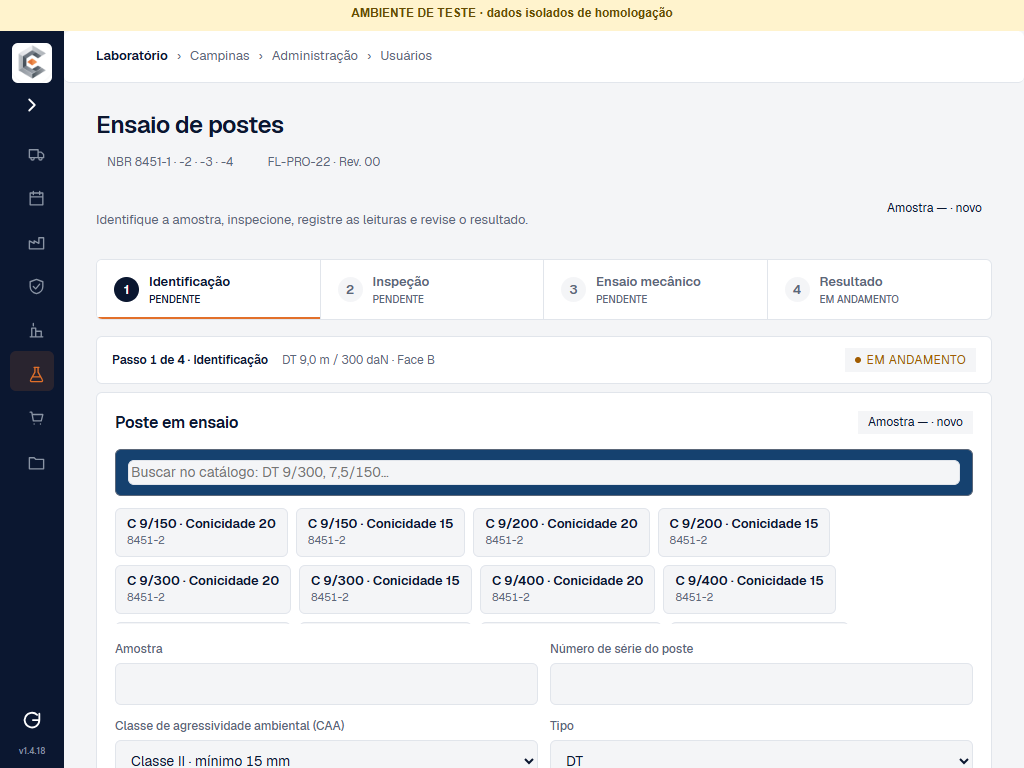 AMBIENTE DE TESTE · dados isolados de homologação
Laboratório › Campinas › Administração › Usuários
Ensaio de postes
NBR 8451-1 · -2 · -3 · -4 FL-PRO-22 · Rev. 00
Identifique a amostra, inspecione, registre as leituras e revise o resultado.
Amostra — · novo
1 Identificação
PENDENTE
2 Inspeção
PENDENTE
3 Ensaio mecânico
PENDENTE
4 Resultado
EM ANDAMENTO
Passo 1 de 4 · Identificação DT 9,0 m / 300 daN · Face B
EM ANDAMENTO
Poste em ensaio
Amostra — · novo
Buscar no catálogo: DT 9/300, 7,5/150...
C 9/150 · Conicidade 20
8451-2
C 9/150 · Conicidade 15
8451-2
C 9/200 · Conicidade 20
8451-2
C 9/200 · Conicidade 15
8451-2
C 9/300 · Conicidade 20
8451-2
C 9/300 · Conicidade 15
8451-2
C 9/400 · Conicidade 20
8451-2
C 9/400 · Conicidade 15
8451-2
Amostra
Número de série do poste
Classe de agressividade ambiental (CAA)
Classe II · mínimo 15 mm
Tipo
DT
v1.4.18